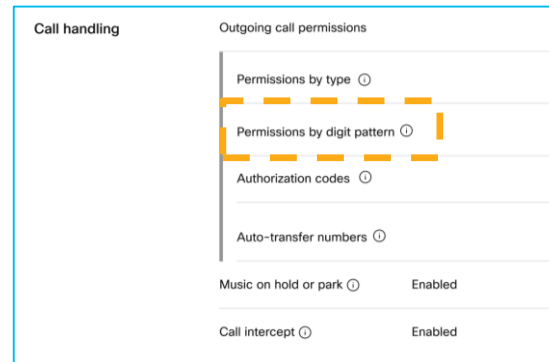 Call handling
Outgoing call permissions
Permissions by type
Permissions by digit pattern
Authorization codes
Auto-transfer numbers
Music on hold or park Enabled
Call intercept Enabled